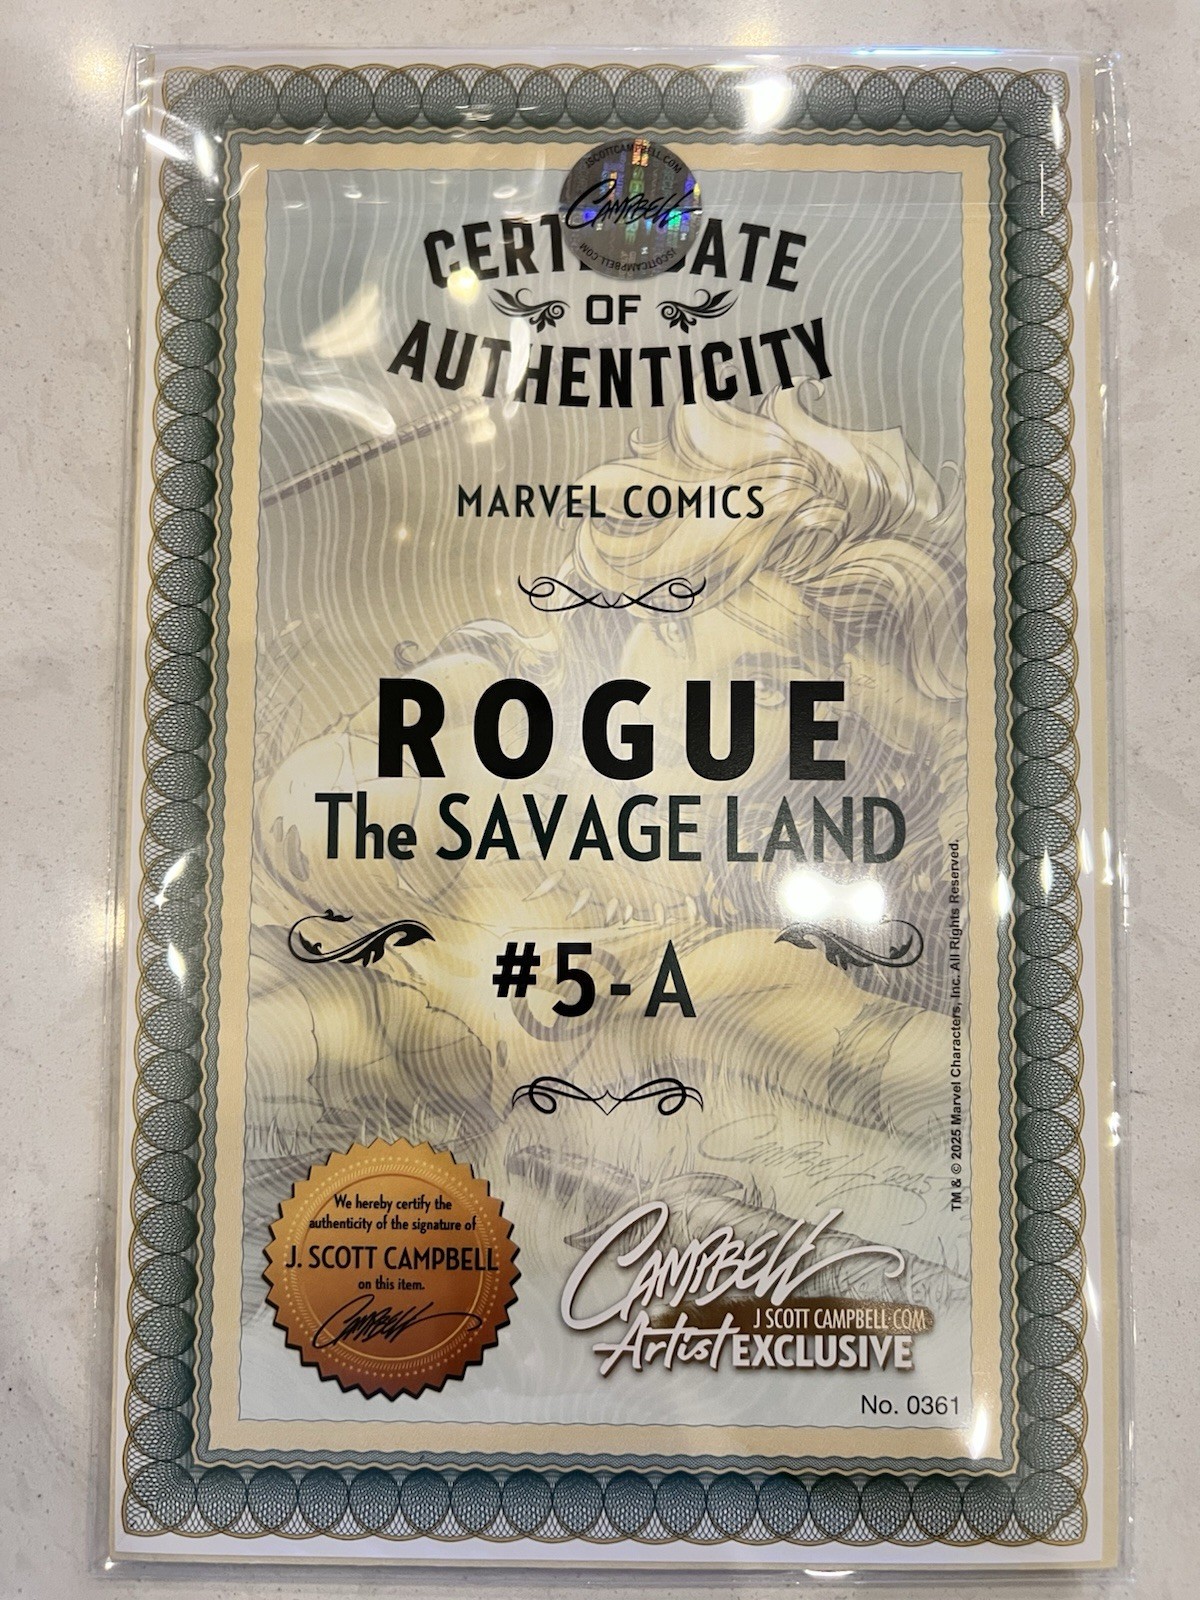 JSCOTTCAMPBELL.COM
CAMPBELL
JSCOTTCAMPBELL.COM
CERTIFICATE
OF
AUTHENTICITY
MARVEL COMICS
ROGUE
The SAVAGE LAND
#5-A
TM & © 2025 Marvel Characters, Inc. All Rights Reserved.
Campbell 2025
We hereby certify the
authenticity of the signature of
J. SCOTT CAMPBELL
on this item.
Campbell
CAMPBELL
J SCOTT CAMPBELL.COM
Artist EXCLUSIVE
No. 0361